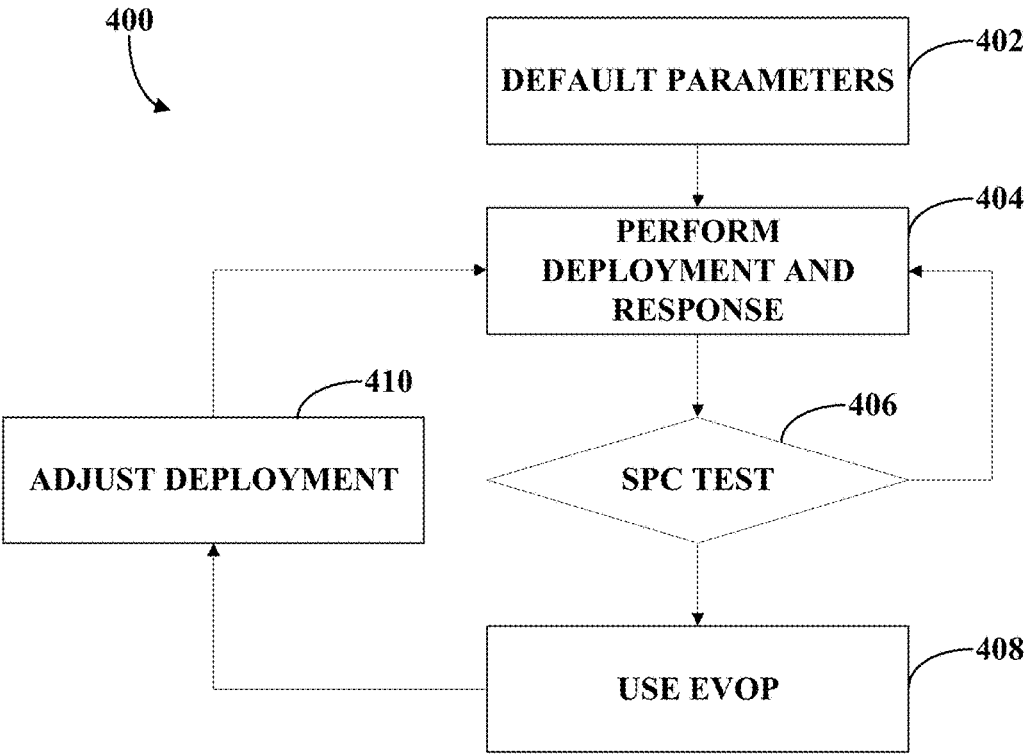 400
402
DEFAULT PARAMETERS
404
PERFORM
DEPLOYMENT AND
RESPONSE
410
406
ADJUST DEPLOYMENT
SPC TEST
408
USE EVOP